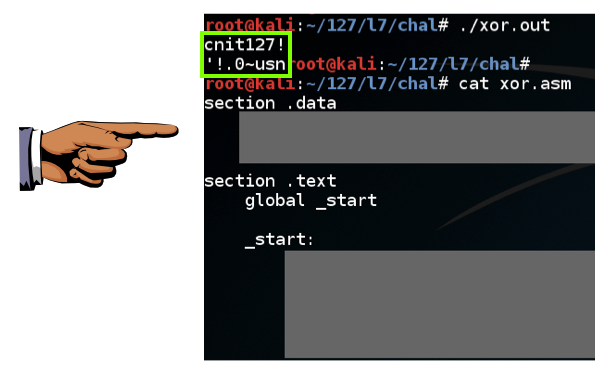 root@kali:~/127/l7/chal# ./xor.out
cnit127!
'!.0~usnroot@kali:~/127/l7/chal#
root@kali:~/127/l7/chal# cat xor.asm
section .data
section .text
global _start
_start: